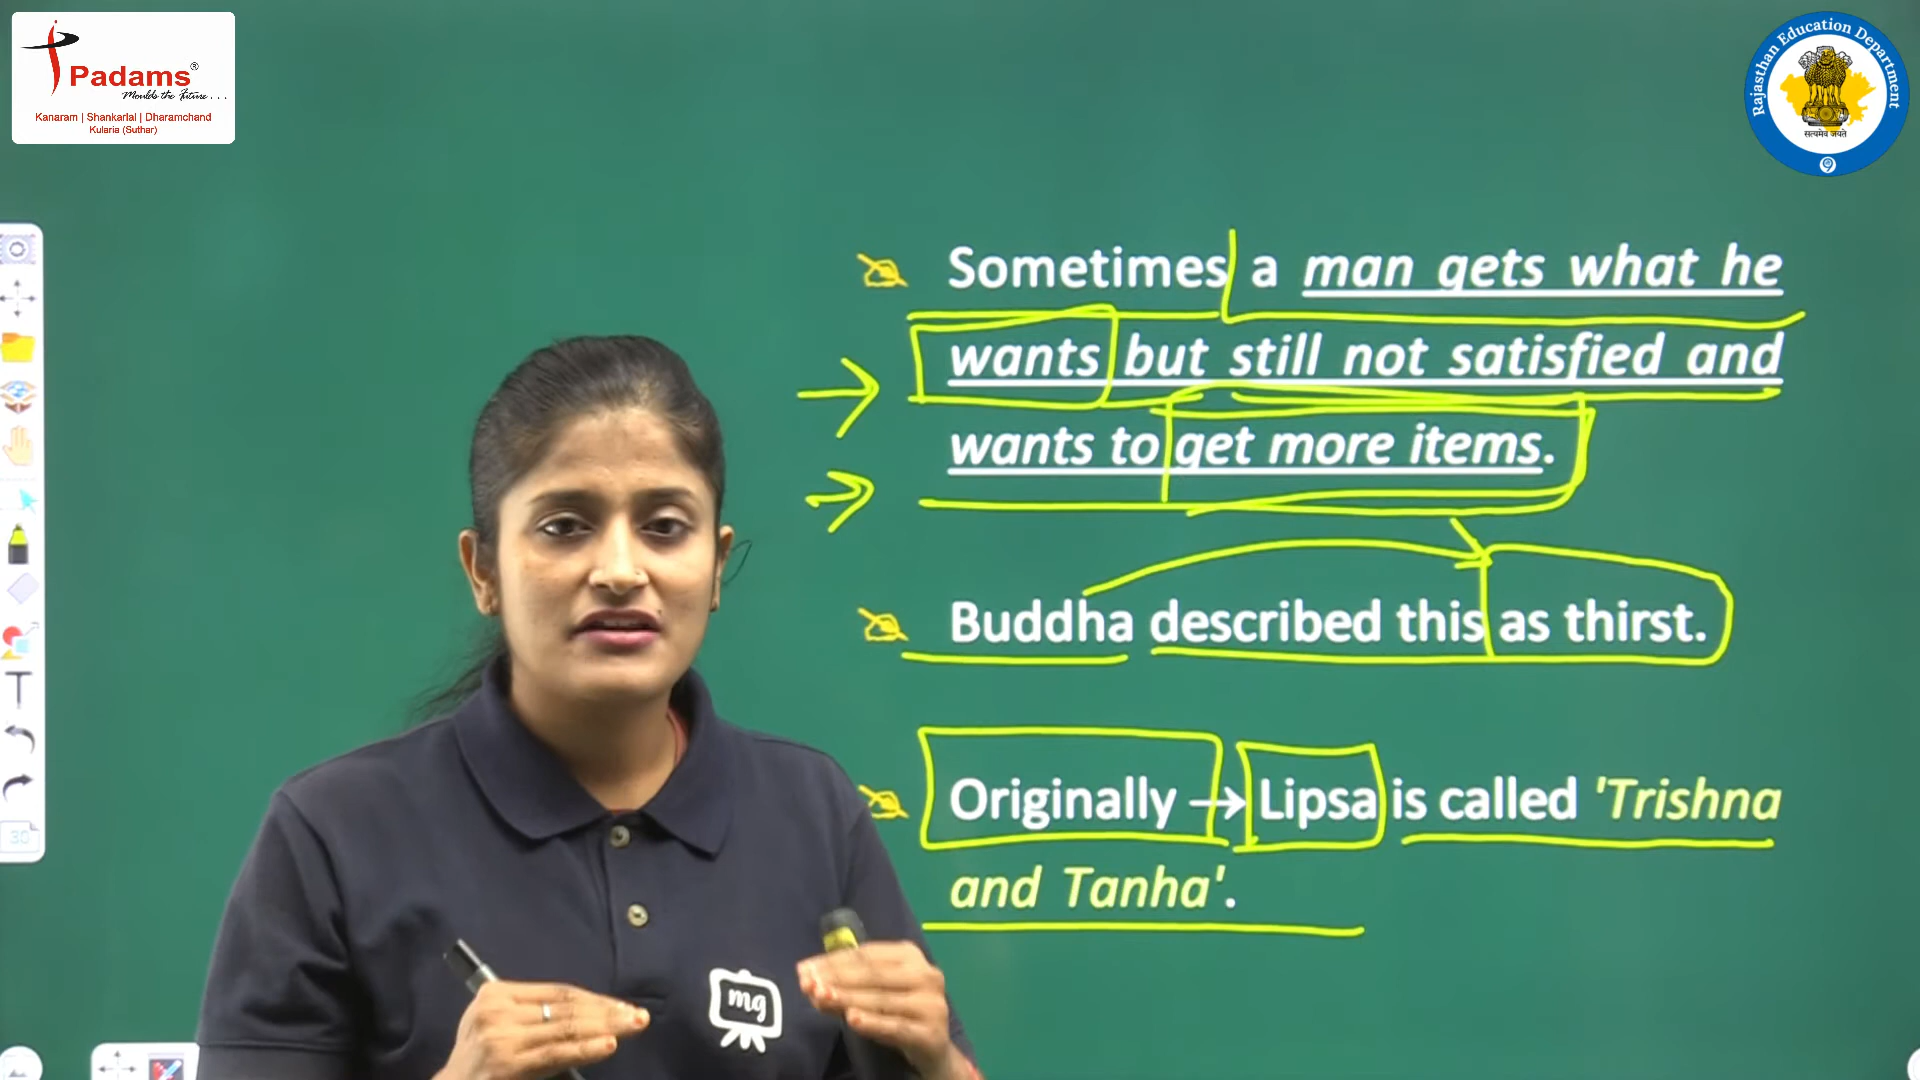 Padams®
Moulds the Future...
Kanaram | Shankarlal | Dharamchand
Kularia (Suthar)
Rajasthan Education Department
सत्यमेव जयते
Sometimes a man gets what he
wants but still not satisfied and
wants to get more items.
Buddha described this as thirst.
Originally → Lipsa is called 'Trishna
and Tanha'.
mg
T
30